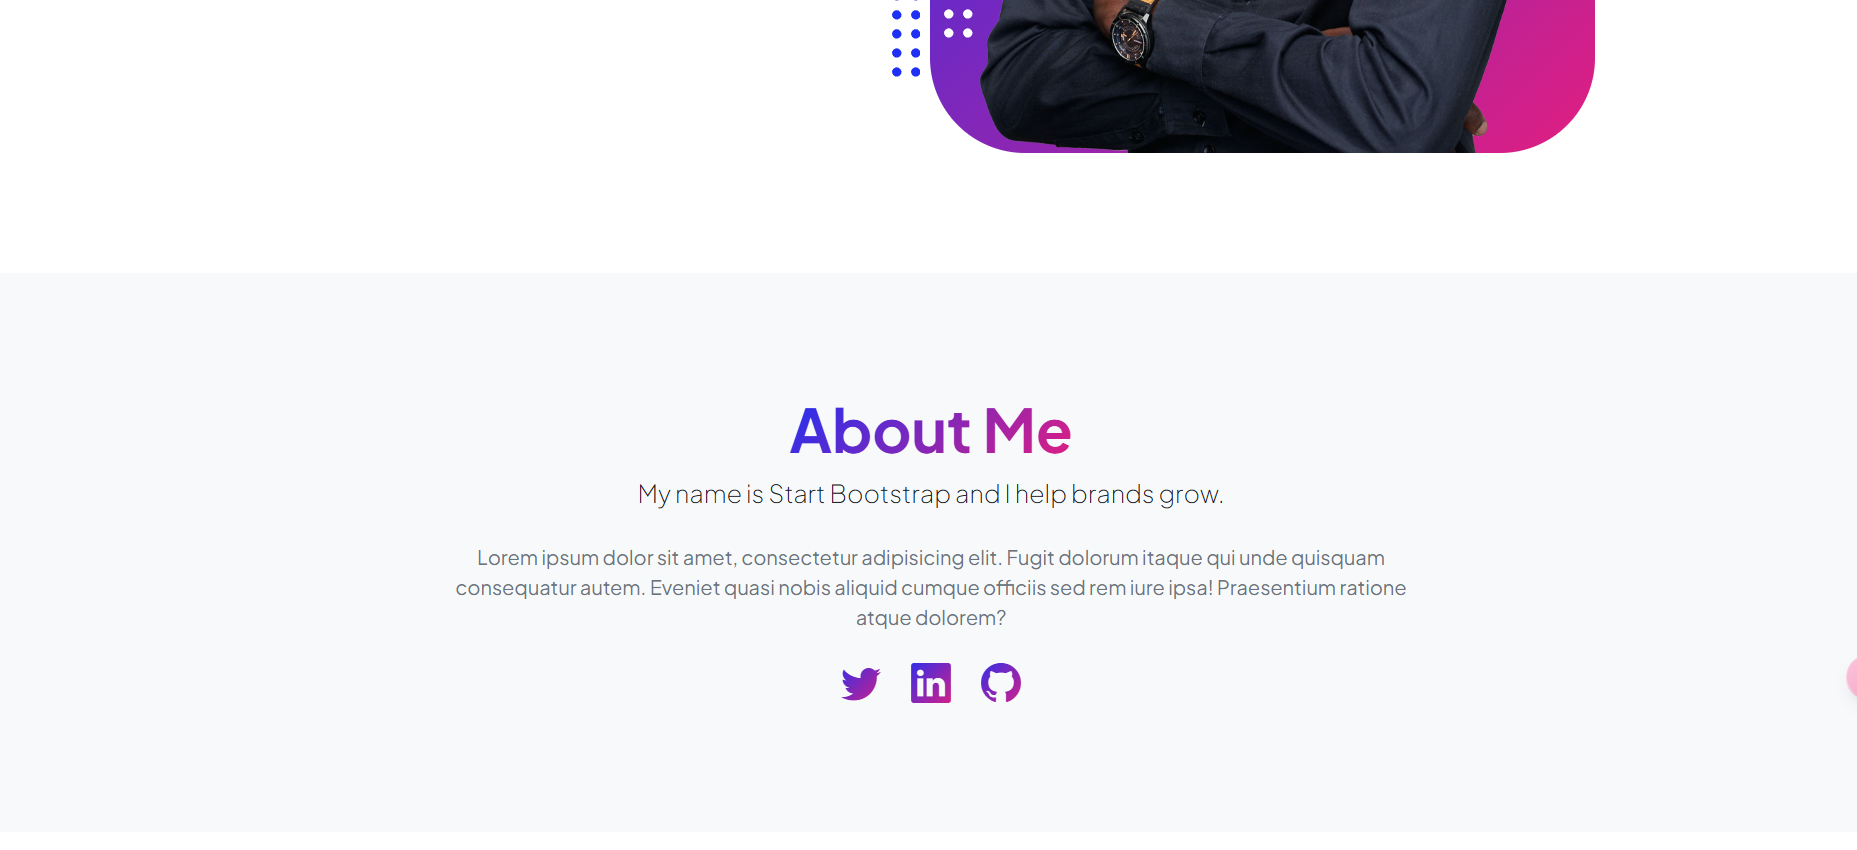 About Me
My name is Start Bootstrap and I help brands grow.
Lorem ipsum dolor sit amet, consectetur adipisicing elit. Fugit dolorum itaque qui unde quisquam
consequatur autem. Eveniet quasi nobis aliquid cumque officiis sed rem iure ipsa! Praesentium ratione
atque dolorem?
in